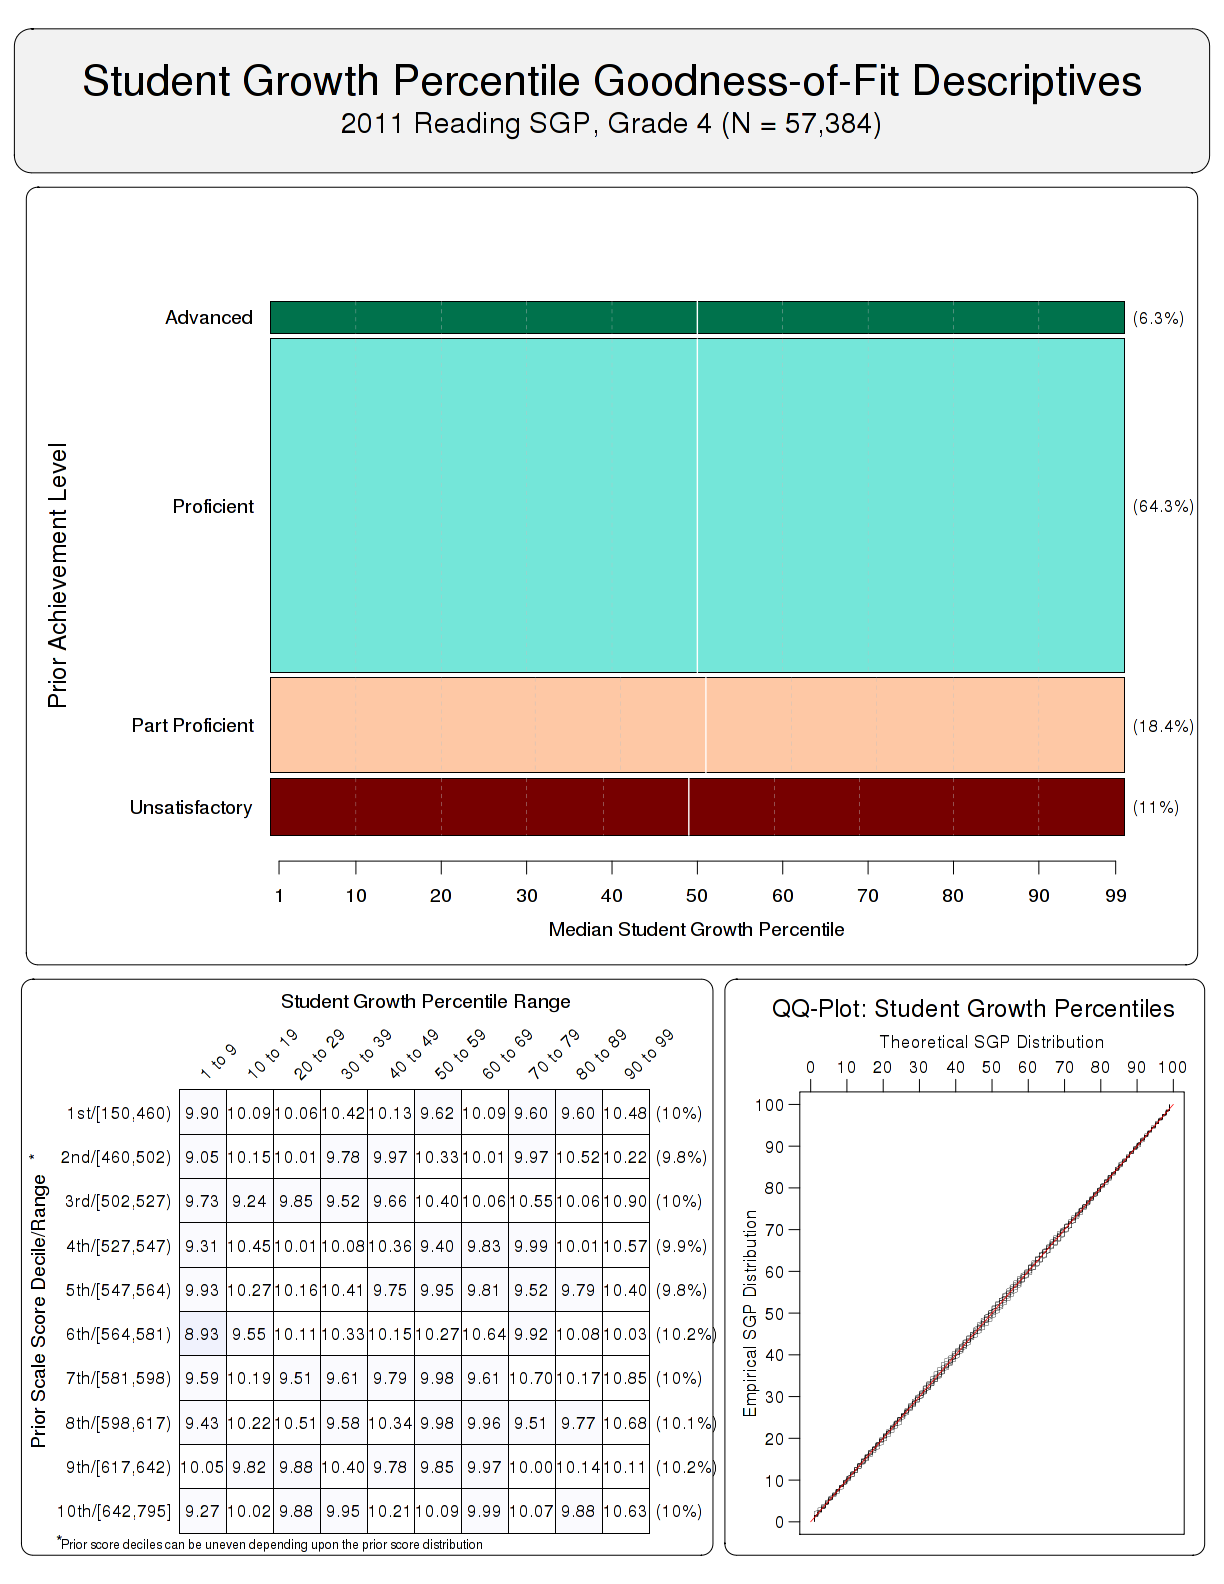 Student Growth Percentile Goodness-of-Fit Descriptives
2011 Reading SGP, Grade 4 (N = 57,384)
Prior Achievement Level
Advanced (6.3%)
Proficient (64.3%)
Part Proficient (18.4%)
Unsatisfactory (11%)
1 10 20 30 40 50 60 70 80 90 99
Median Student Growth Percentile
Student Growth Percentile Range
1 to 9 10 to 19 20 to 29 30 to 39 40 to 49 50 to 59 60 to 69 70 to 79 80 to 89 90 to 99
Prior Scale Score Decile/Range *
1st/[150,460) 9.90 10.09 10.06 10.42 10.13 9.62 10.09 9.60 9.60 10.48 (10%)
2nd/[460,502) 9.05 10.15 10.01 9.78 9.97 10.33 10.01 9.97 10.52 10.22 (9.8%)
3rd/[502,527) 9.73 9.24 9.85 9.52 9.66 10.40 10.06 10.55 10.06 10.90 (10%)
4th/[527,547) 9.31 10.45 10.01 10.08 10.36 9.40 9.83 9.99 10.01 10.57 (9.9%)
5th/[547,564) 9.93 10.27 10.16 10.41 9.75 9.95 9.81 9.52 9.79 10.40 (9.8%)
6th/[564,581) 8.93 9.55 10.11 10.33 10.15 10.27 10.64 9.92 10.08 10.03 (10.2%)
7th/[581,598) 9.59 10.19 9.51 9.61 9.79 9.98 9.61 10.70 10.17 10.85 (10%)
8th/[598,617) 9.43 10.22 10.51 9.58 10.34 9.98 9.96 9.51 9.77 10.68 (10.1%)
9th/[617,642) 10.05 9.82 9.88 10.40 9.78 9.85 9.97 10.00 10.14 10.11 (10.2%)
10th/[642,795] 9.27 10.02 9.88 9.95 10.21 10.09 9.99 10.07 9.88 10.63 (10%)
*Prior score deciles can be uneven depending upon the prior score distribution
QQ-Plot: Student Growth Percentiles
Theoretical SGP Distribution
0 10 20 30 40 50 60 70 80 90 100
Empirical SGP Distribution
100
90
80
70
60
50
40
30
20
10
0